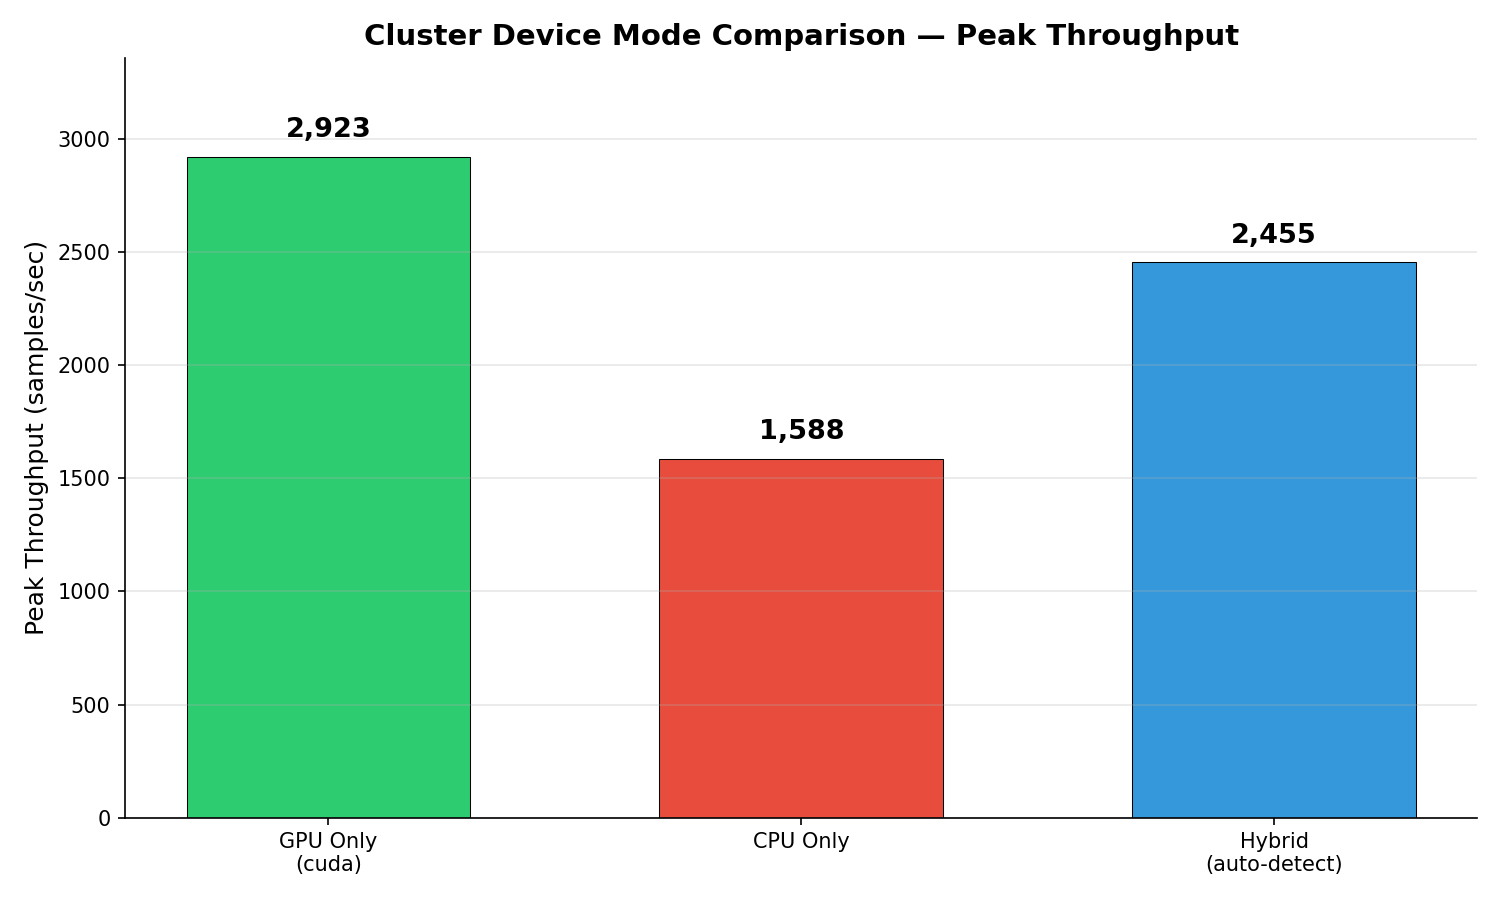 Cluster Device Mode Comparison — Peak Throughput
Peak Throughput (samples/sec)
3000
2500
2000
1500
1000
500
0
2,923
1,588
2,455
GPU Only
(cuda)
CPU Only
Hybrid
(auto-detect)